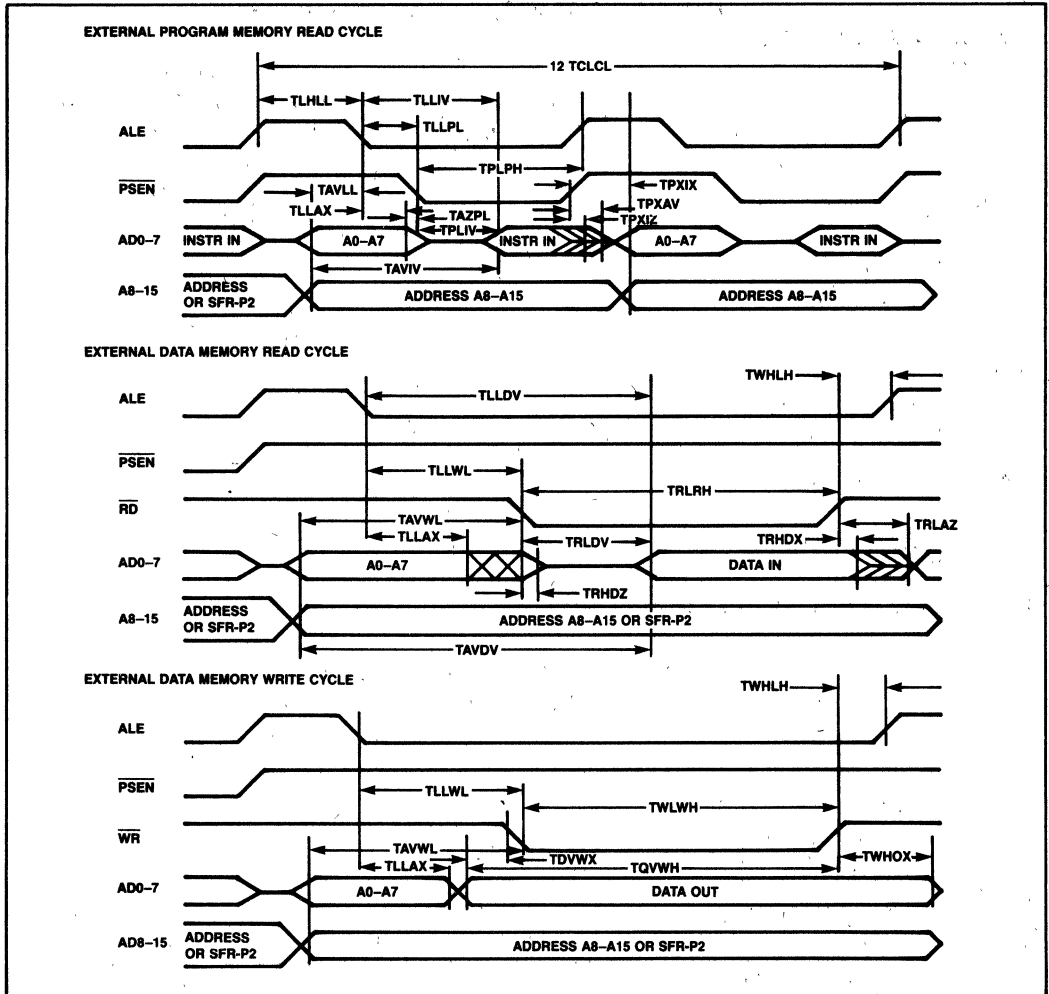 EXTERNAL PROGRAM MEMORY READ CYCLE
12 TCLCL
TLHLL
TLLIV
ALE
TLLPL
TPLPH
PSEN
TAVLL
TPXIX
TLLAX
TPXAV
TAZPL
TPXIZ
TPLIV
AD0–7
INSTR IN
A0–A7
INSTR IN
A0–A7
INSTR IN
TAVIV
A8–15
ADDRESS
OR SFR-P2
ADDRESS A8–A15
ADDRESS A8–A15
EXTERNAL DATA MEMORY READ CYCLE
TWHLH
ALE
TLLDV
PSEN
TLLWL
TRLRH
RD
TAVWL
TRLAZ
TLLAX
TRLDV
TRHDX
AD0–7
A0–A7
DATA IN
TRHDZ
A8–15
ADDRESS
OR SFR-P2
ADDRESS A8–A15 OR SFR-P2
TAVDV
EXTERNAL DATA MEMORY WRITE CYCLE
TWHLH
ALE
PSEN
TLLWL
TWLWH
WR
TAVWL
TDVWX
TLLAX
TQVWH
TWHOX
AD0–7
A0–A7
DATA OUT
AD8–15
ADDRESS
OR SFR-P2
ADDRESS A8–A15 OR SFR-P2